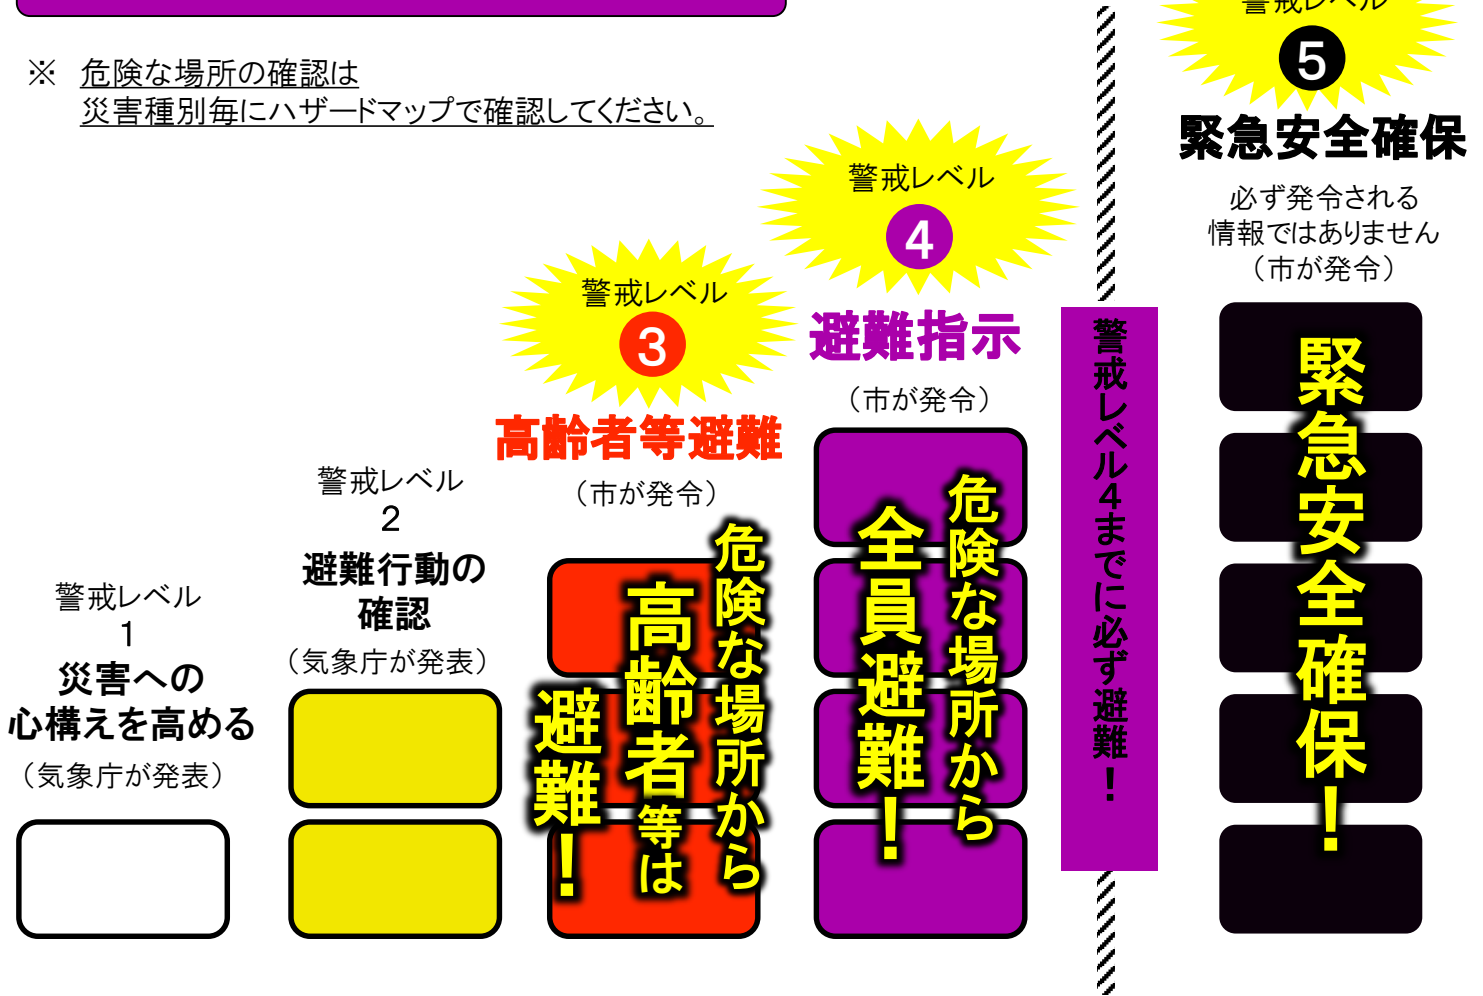 ※ 危険な場所の確認は
災害種別毎にハザードマップで確認してください。
警戒レベル
1
災害への
心構えを高める
（気象庁が発表）
警戒レベル
2
避難行動の
確認
（気象庁が発表）
警戒レベル
3
高齢者等避難
（市が発令）
危険な場所から
高齢者等は
避難！
警戒レベル
4
避難指示
（市が発令）
危険な場所から
全員避難！
警戒レベル４までに必ず避難！
警戒レベル
5
緊急安全確保
必ず発令される
情報ではありません
（市が発令）
緊急安全確保！